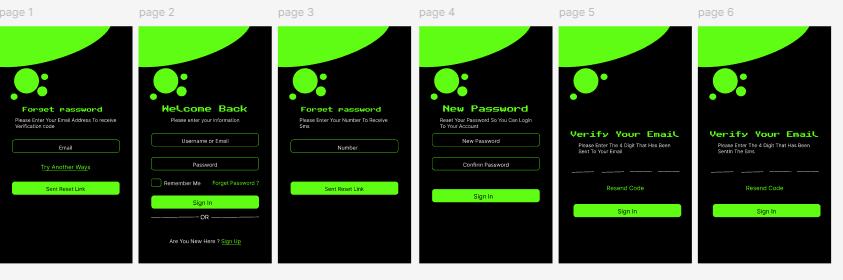 page 1
page 2
page 3
page 4
page 5
page 6
Forget password
Please Enter Your Email Address To receive
Verification code
Email
Try Another Ways
Sent Reset Link
Welcome Back
Please enter your information
Username or Email
Password
Remember Me
Forget Password ?
Sign In
OR
Are You New Here ? Sign Up
Forget password
Please Enter Your Number To Receive
Sms
Number
Sent Reset Link
New Password
Reset Your Password So You Can Login
To Your Account
New Password
Confirm Password
Sign In
Verify Your Email
Please Enter The 4 Digit That Has Been
Sent To Your Email
Resend Code
Sign In
Verify Your Email
Please Enter The 4 Digit That Has Been
SentIn The Sms
Resend Code
Sign In